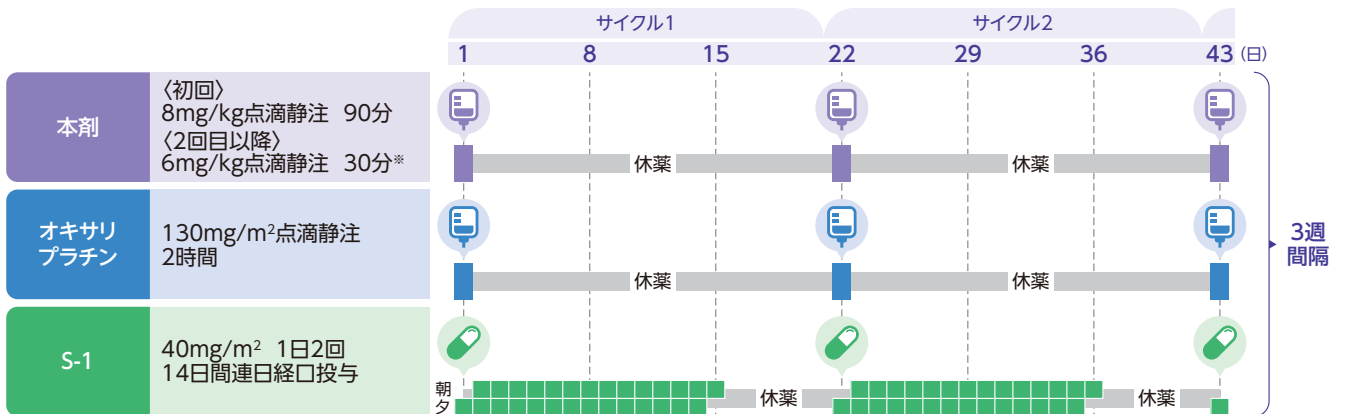 サイクル1 サイクル2
1 8 15 22 29 36 43 (日)
本剤
〈初回〉
8mg/kg点滴静注 90分
〈2回目以降〉
6mg/kg点滴静注 30分※
休薬 休薬
オキサリ
プラチン
130mg/m²点滴静注
2時間
休薬 休薬
S-1
40mg/m² 1日2回
14日間連日経口投与
朝
夕
休薬 休薬
3週
間隔